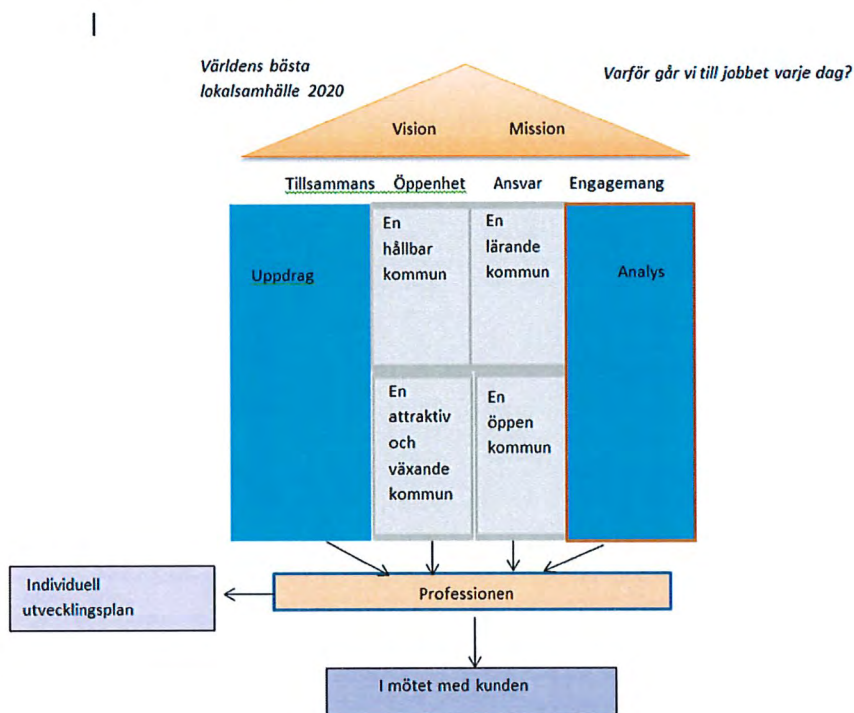 Världens bästa
lokalsamhälle 2020
Varför går vi till jobbet varje dag?
Vision
Mission
Tillsammans Öppenhet Ansvar Engagemang
Uppdrag
En
hållbar
kommun
En
lärande
kommun
Analys
En
attraktiv
och
växande
kommun
En
öppen
kommun
Individuell
utvecklingsplan
Professionen
I mötet med kunden